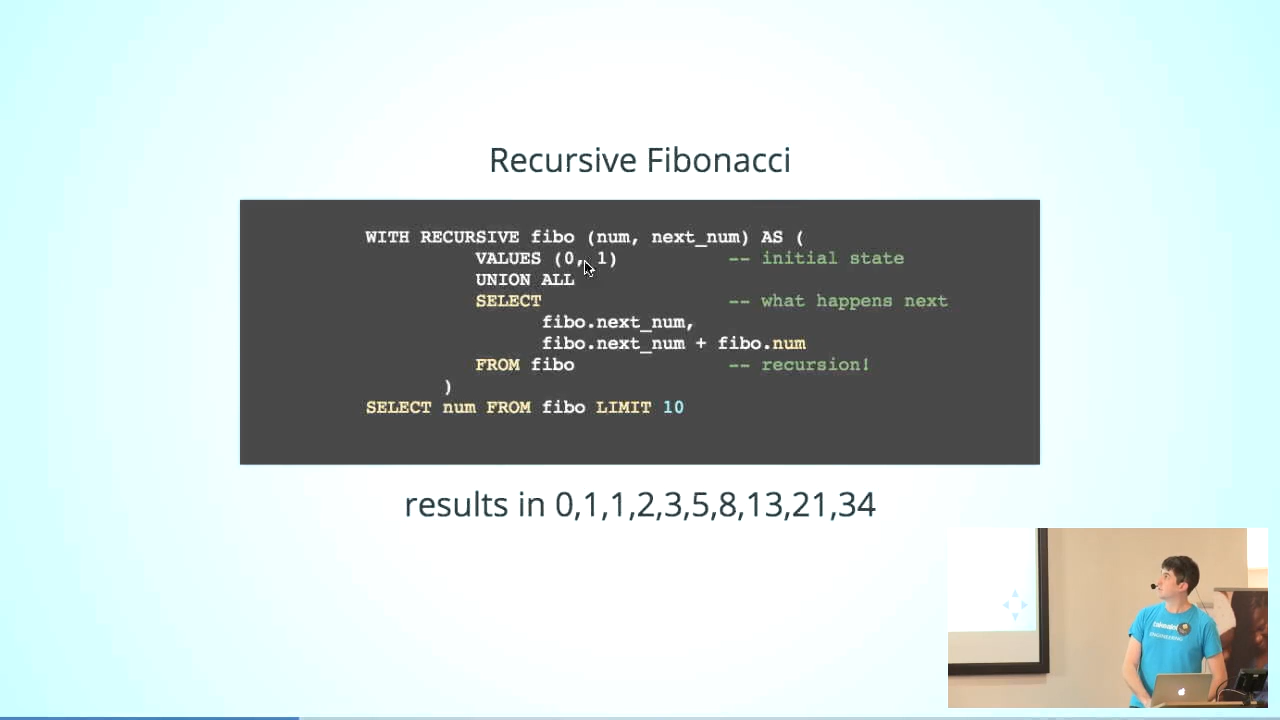 Recursive Fibonacci
WITH RECURSIVE fibo (num, next_num) AS (
VALUES (0, 1) -- initial state
UNION ALL
SELECT -- what happens next
fibo.next_num,
fibo.next_num + fibo.num
FROM fibo -- recursion!
)
SELECT num FROM fibo LIMIT 10
results in 0,1,1,2,3,5,8,13,21,34